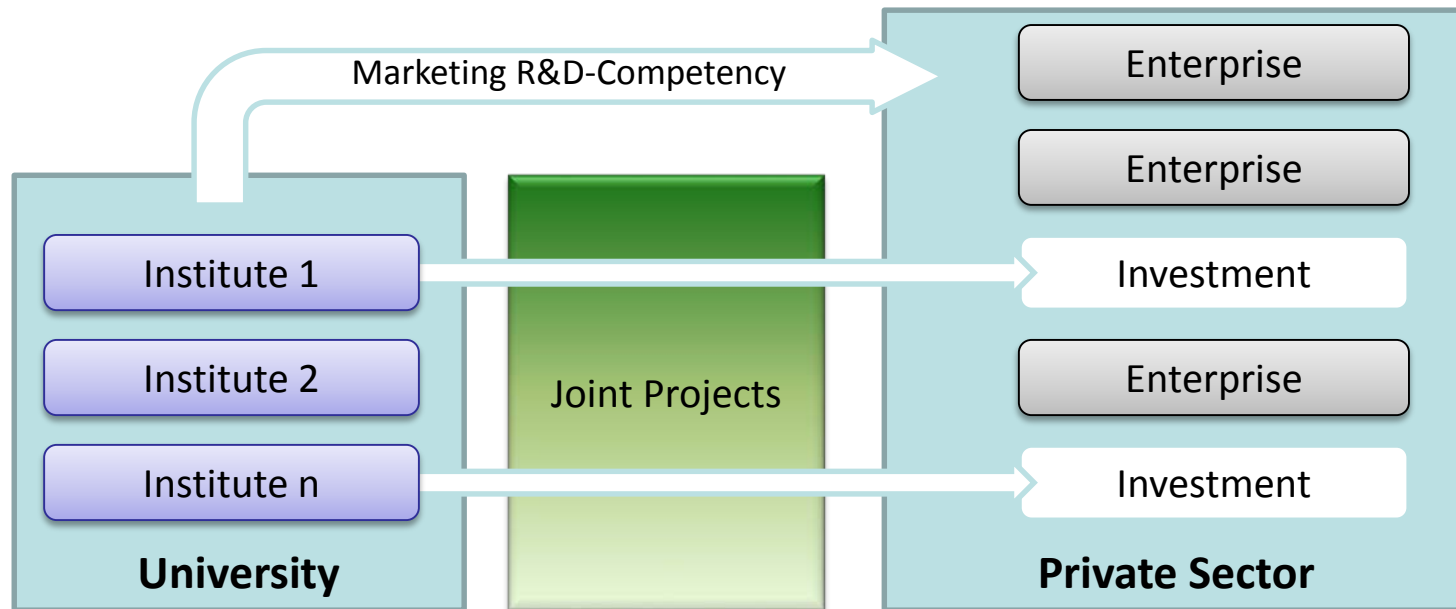 Marketing R&D-Competency
Institute 1
Institute 2
Institute n
University
Joint Projects
Enterprise
Enterprise
Investment
Enterprise
Investment
Private Sector